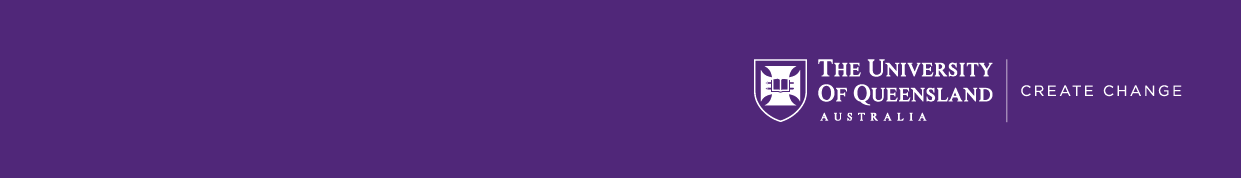 THE UNIVERSITY
OF QUEENSLAND
AUSTRALIA
CREATE CHANGE